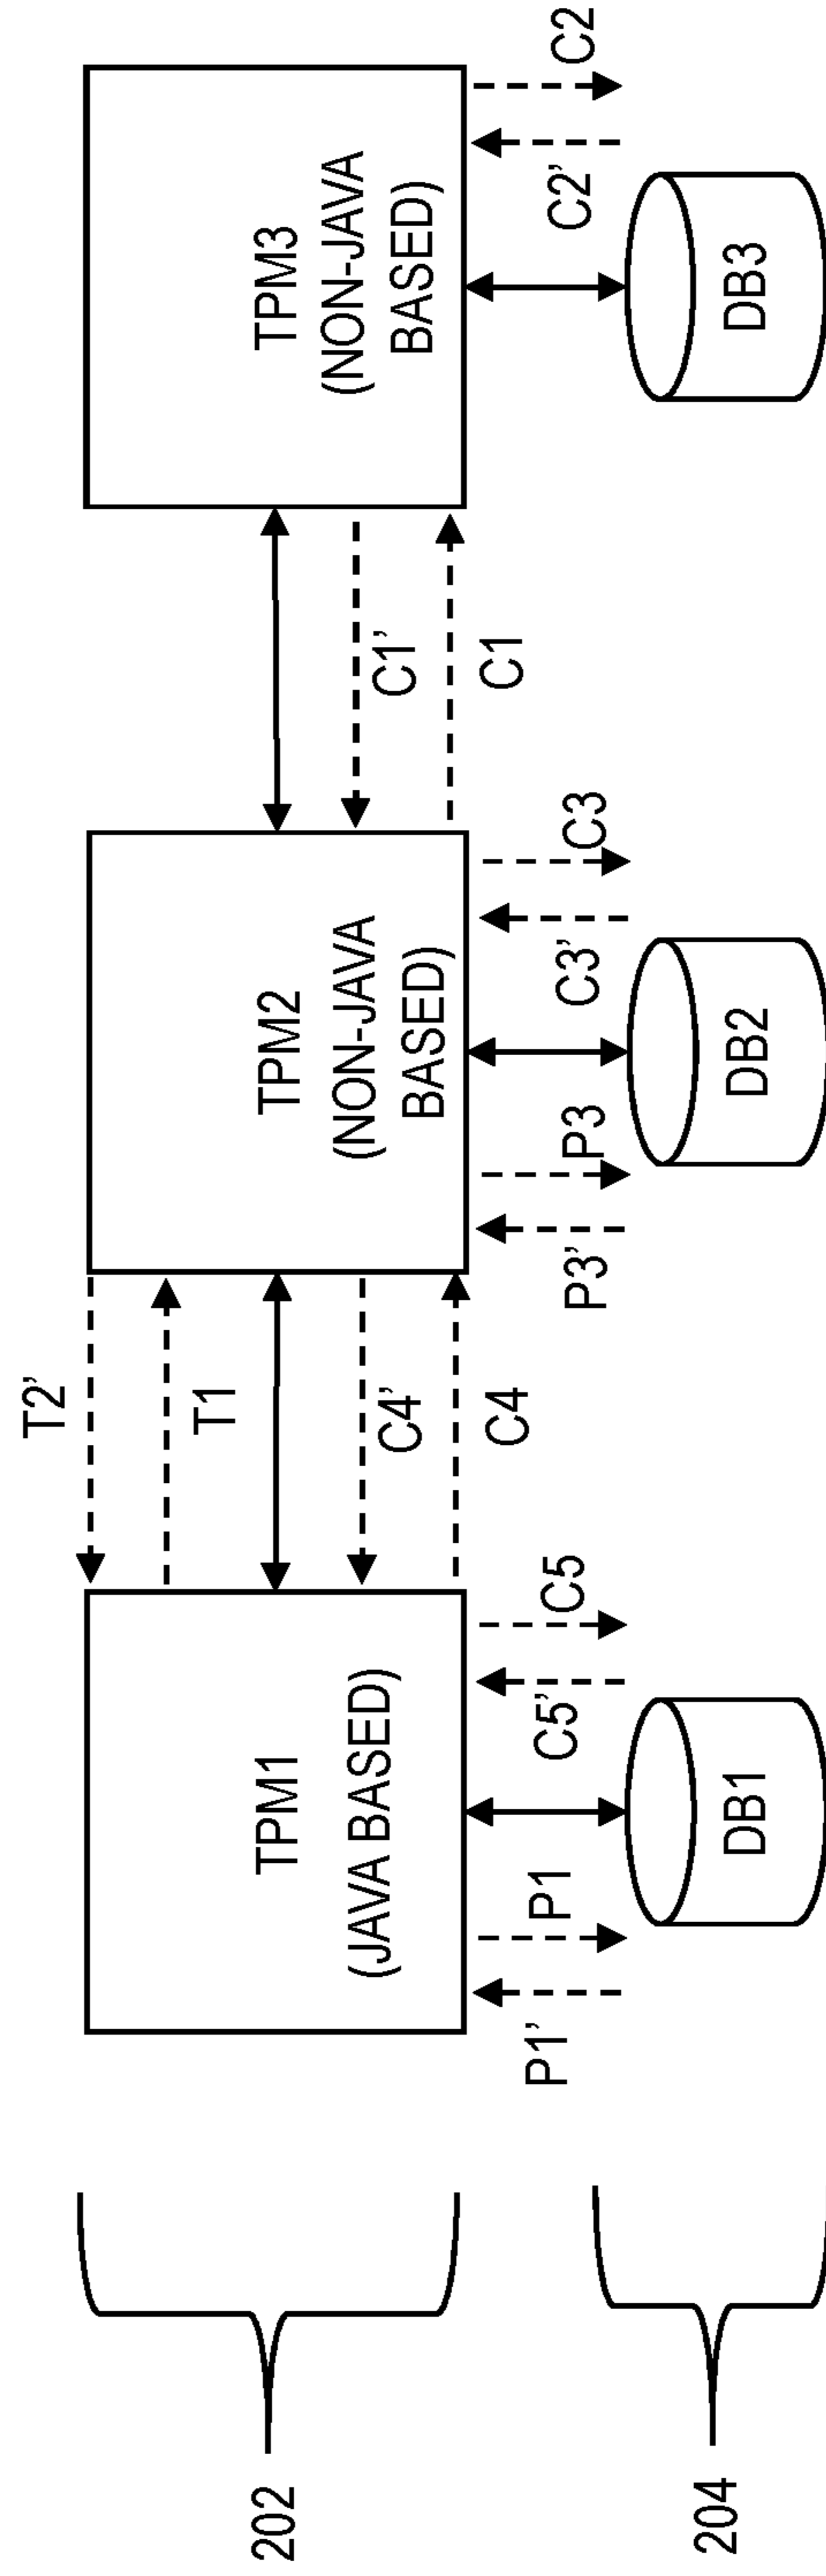 202
T2'
T1
TPM1
(JAVA BASED)
TPM2
(NON-JAVA
BASED)
TPM3
(NON-JAVA
BASED)
C4'
C4
C1'
C1
P1'
P1
C5'
C5
P3'
P3
C3'
C3
C2'
C2
204
DB1
DB2
DB3